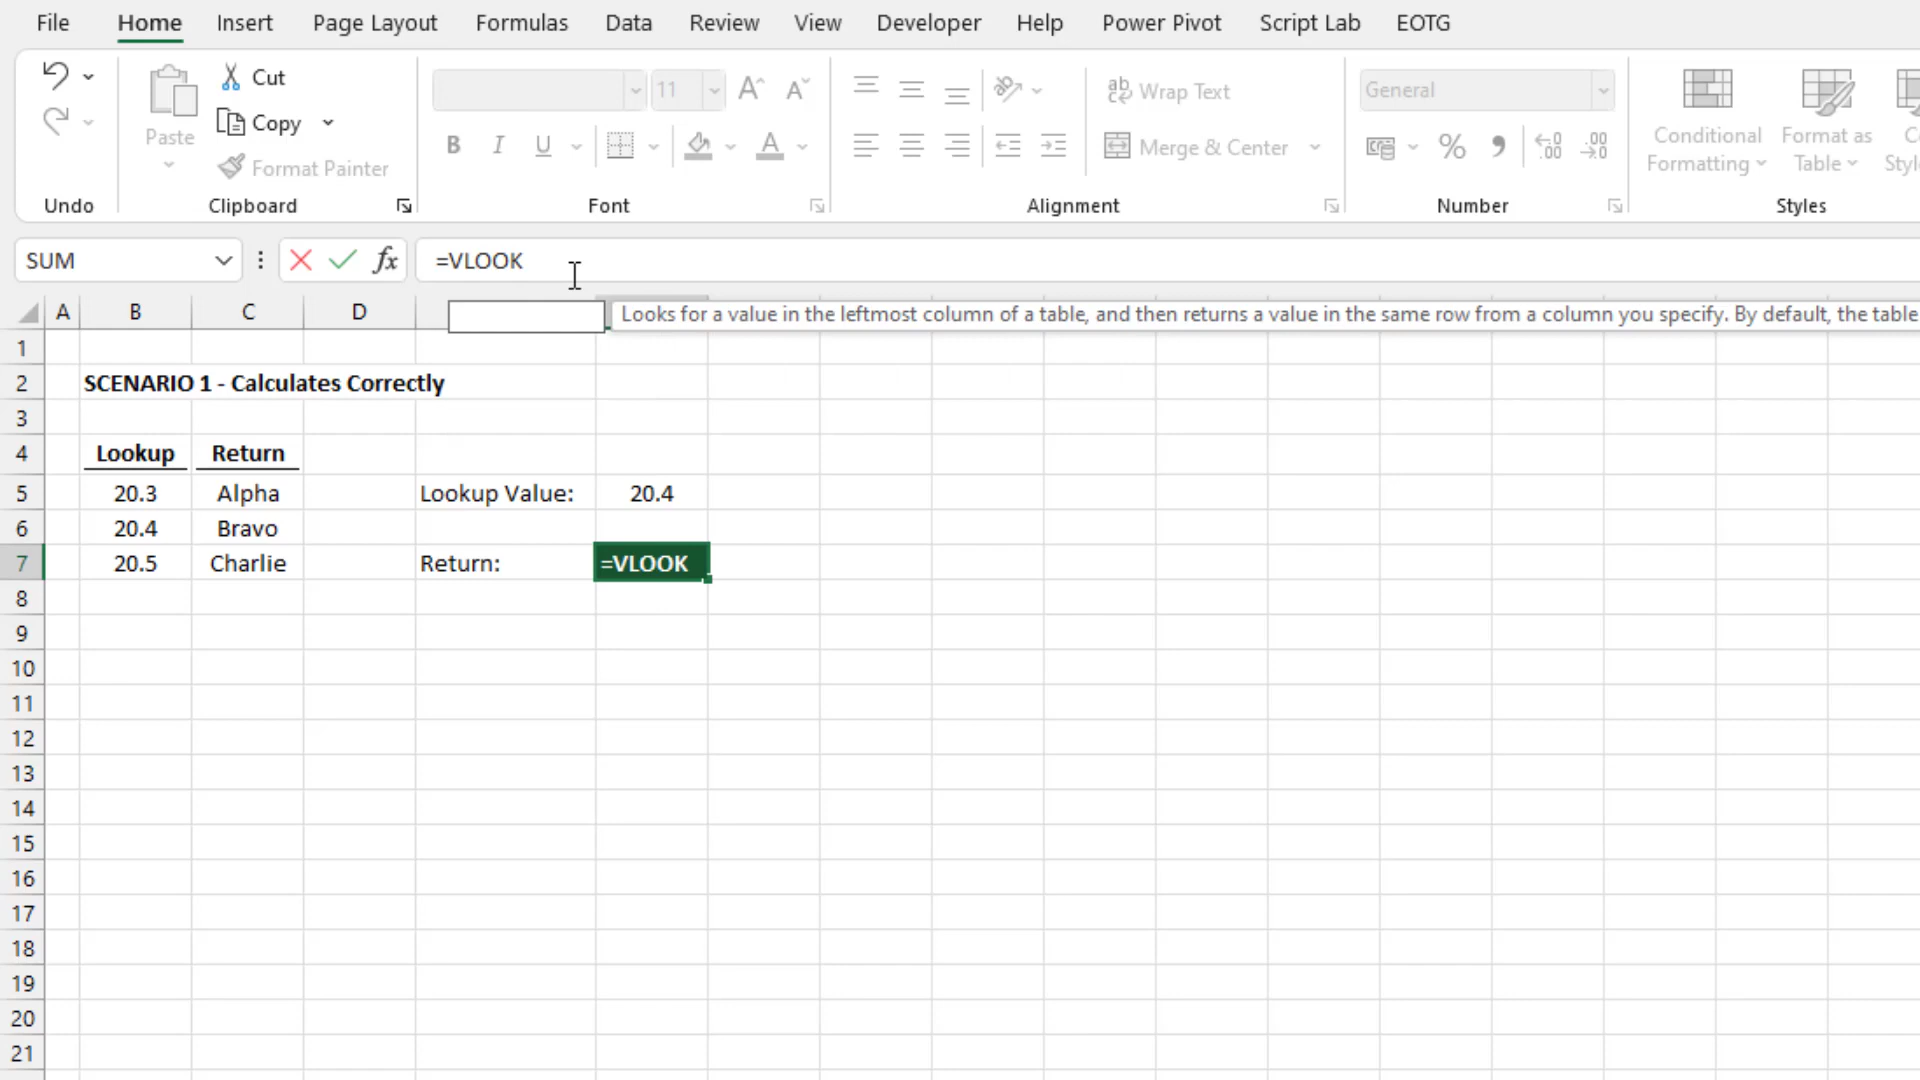 File Home Insert Page Layout Formulas Data Review View Developer Help Power Pivot Script Lab EOTG
Cut
Copy
Format Painter
Paste
11
B I U A
ab Wrap Text
Merge & Center
General
% 
Conditional Formatting
Format as Table
Undo Clipboard Font Alignment Number Styles
SUM fx =VLOOK
A B C D
Looks for a value in the leftmost column of a table, and then returns a value in the same row from a column you specify. By default, the table
1
2 SCENARIO 1 - Calculates Correctly
3
4 Lookup Return
5 20.3 Alpha Lookup Value: 20.4
6 20.4 Bravo
7 20.5 Charlie Return: =VLOOK
8
9
10
11
12
13
14
15
16
17
18
19
20
21